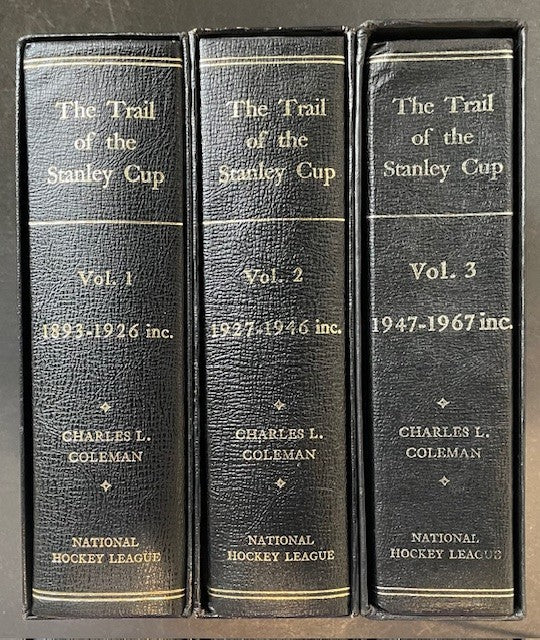 The Trail
of the
Stanley Cup
Vol. 1
1893-1926 inc.
CHARLES L.
COLEMAN
NATIONAL
HOCKEY LEAGUE
The Trail
of the
Stanley Cup
Vol. 2
1927-1946 inc.
CHARLES L.
COLEMAN
NATIONAL
HOCKEY LEAGUE
The Trail
of the
Stanley Cup
Vol. 3
1947-1967 inc.
CHARLES L.
COLEMAN
NATIONAL
HOCKEY LEAGUE